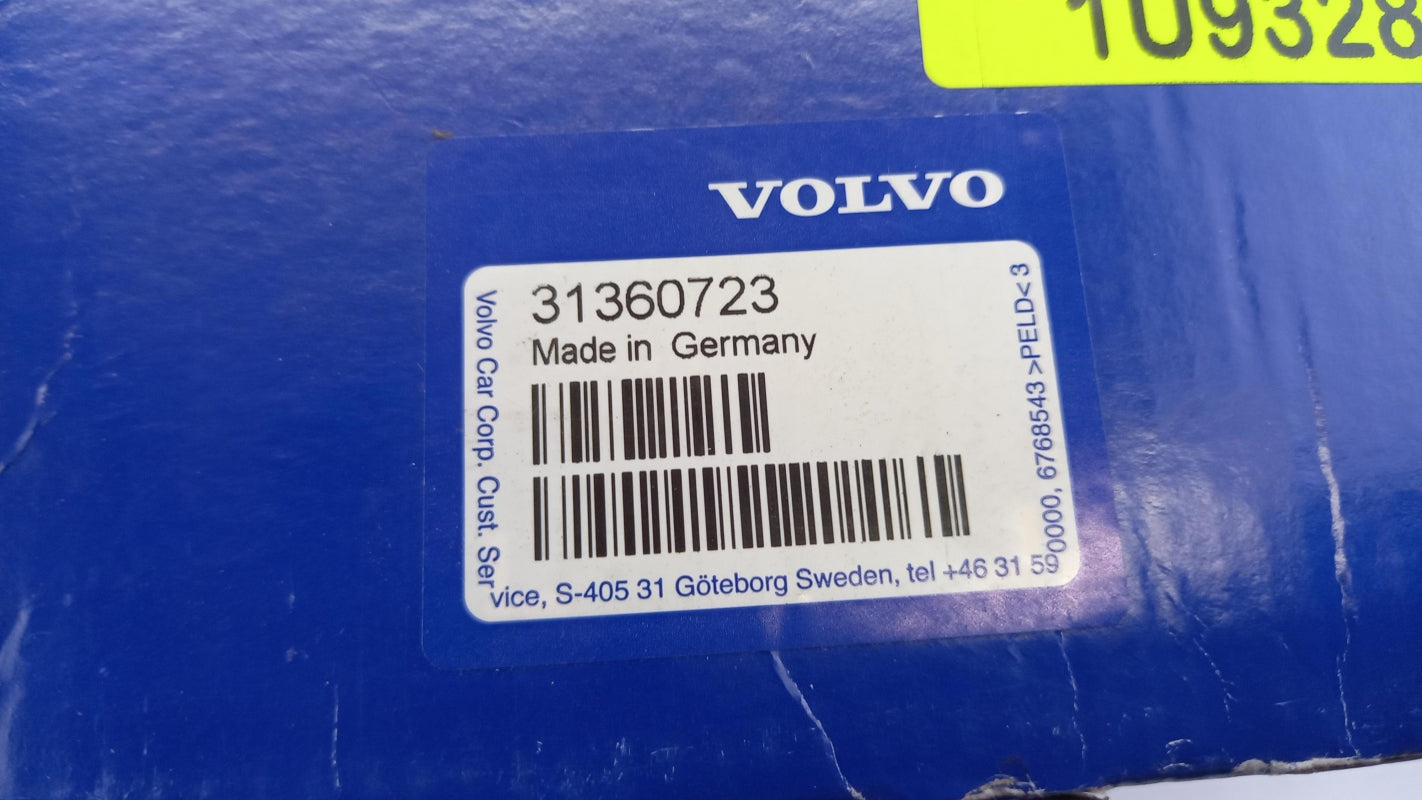 109328
VOLVO
31360723
Made in Germany
Volvo Car Corp. Cust. Service, S-405 31 Göteborg Sweden, tel +46 31 590000, 6768543 >PELD< 3